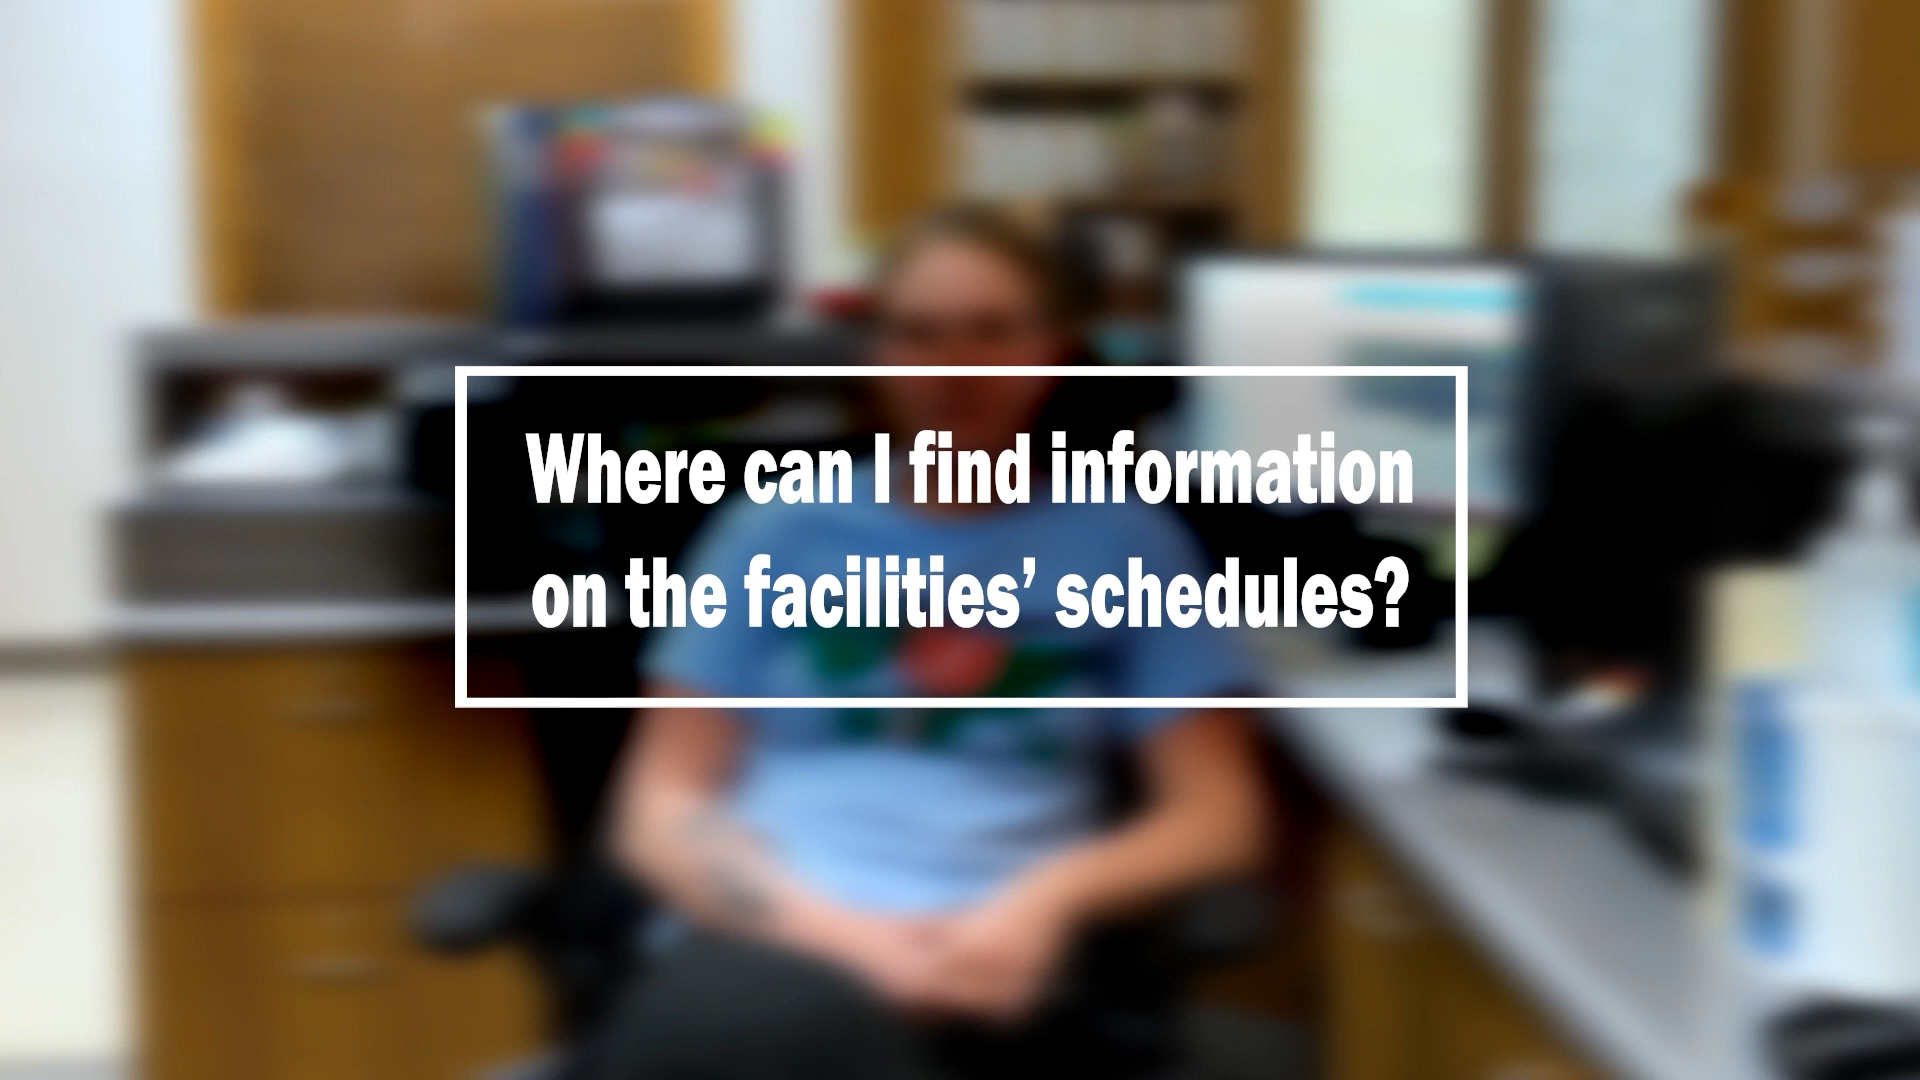 Where can I find information
on the facilities’ schedules?